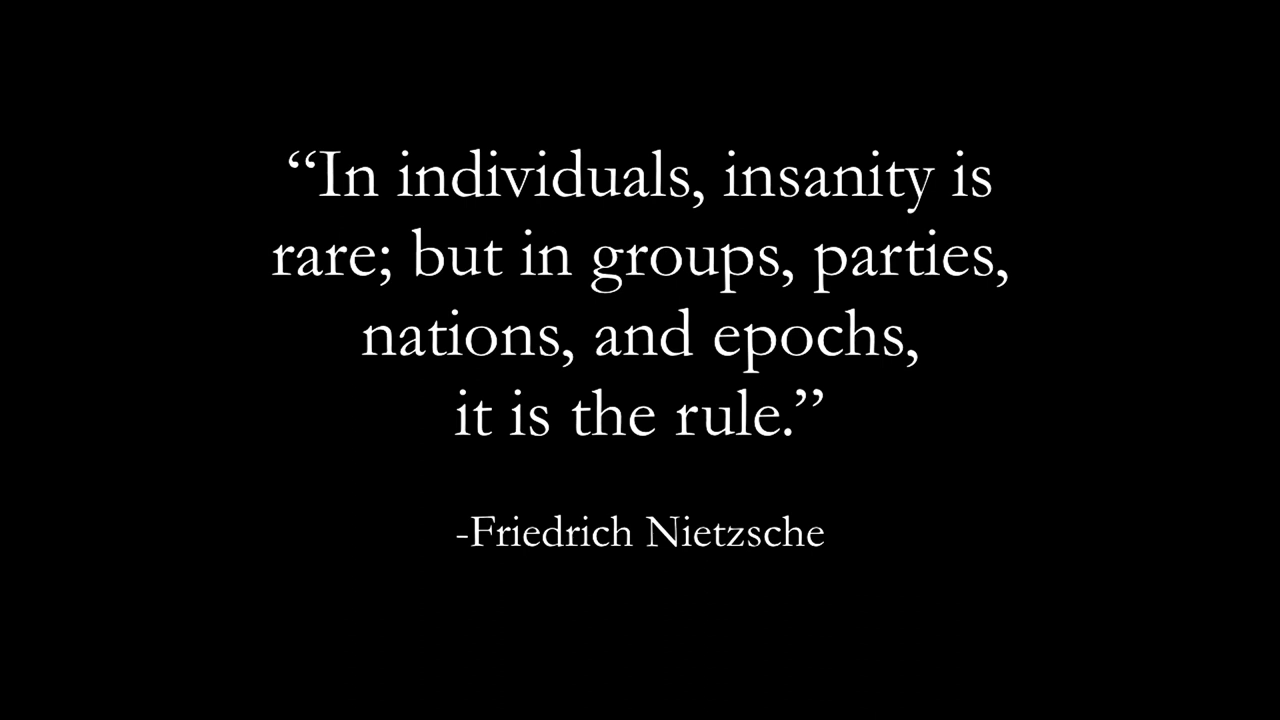 “In individuals, insanity is
rare; but in groups, parties,
nations, and epochs,
it is the rule.”
-Friedrich Nietzsche